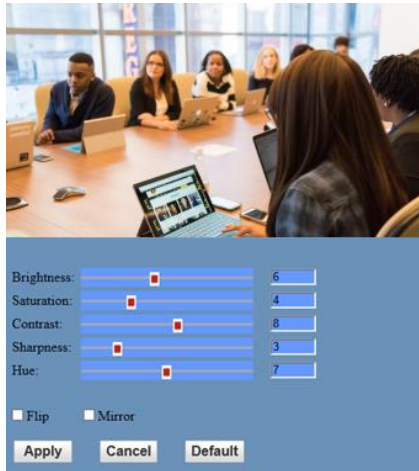 Brightness: 6
Saturation: 4
Contrast: 8
Sharpness: 3
Hue: 7
Flip Mirror
Apply Cancel Default